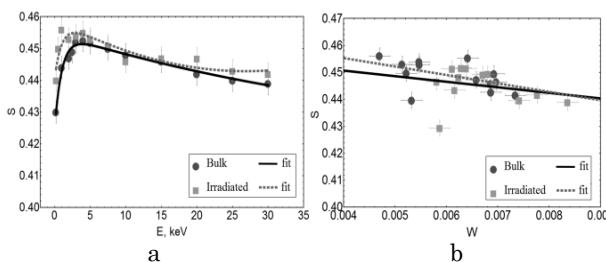 0.46
0.45
0.44
0.43
0.42
0.41
0.40
S
Bulk
fit
Irradiated
fit
0
5
10
15
20
25
30
35
E, keV
a
0.47
0.46
0.45
0.44
0.43
0.42
0.41
0.40
S
Bulk
fit
Irradiated
fit
0.004
0.005
0.006
0.007
0.008
0.009
W
b